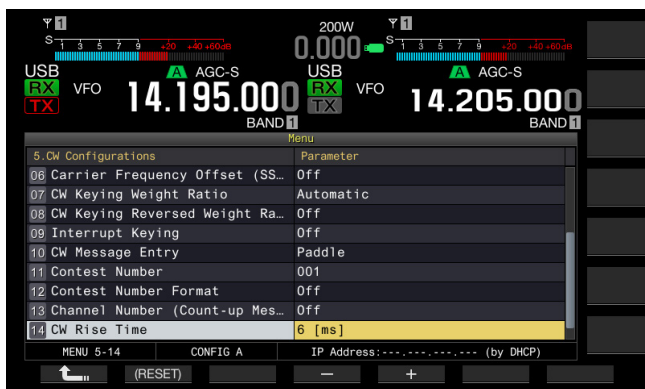 1 200W 1
S 1 3 5 7 9 +20 +40 +60dB 0.000 S 1 3 5 7 9 +20 +40 +60dB
USB A AGC-S USB A AGC-S
RX VFO 14.195.000 RX VFO 14.205.000
TX TX
BAND 1 BAND 1
Menu
5.CW Configurations Parameter
06 Carrier Frequency Offset (SS… Off
07 CW Keying Weight Ratio Automatic
08 CW Keying Reversed Weight Ra… Off
09 Interrupt Keying Off
10 CW Message Entry Paddle
11 Contest Number 001
12 Contest Number Format Off
13 Channel Number (Count-up Mes… Off
14 CW Rise Time 6 [ms]
MENU 5-14 CONFIG A IP Address:---.---.---.--- (by DHCP)
(RESET) － +